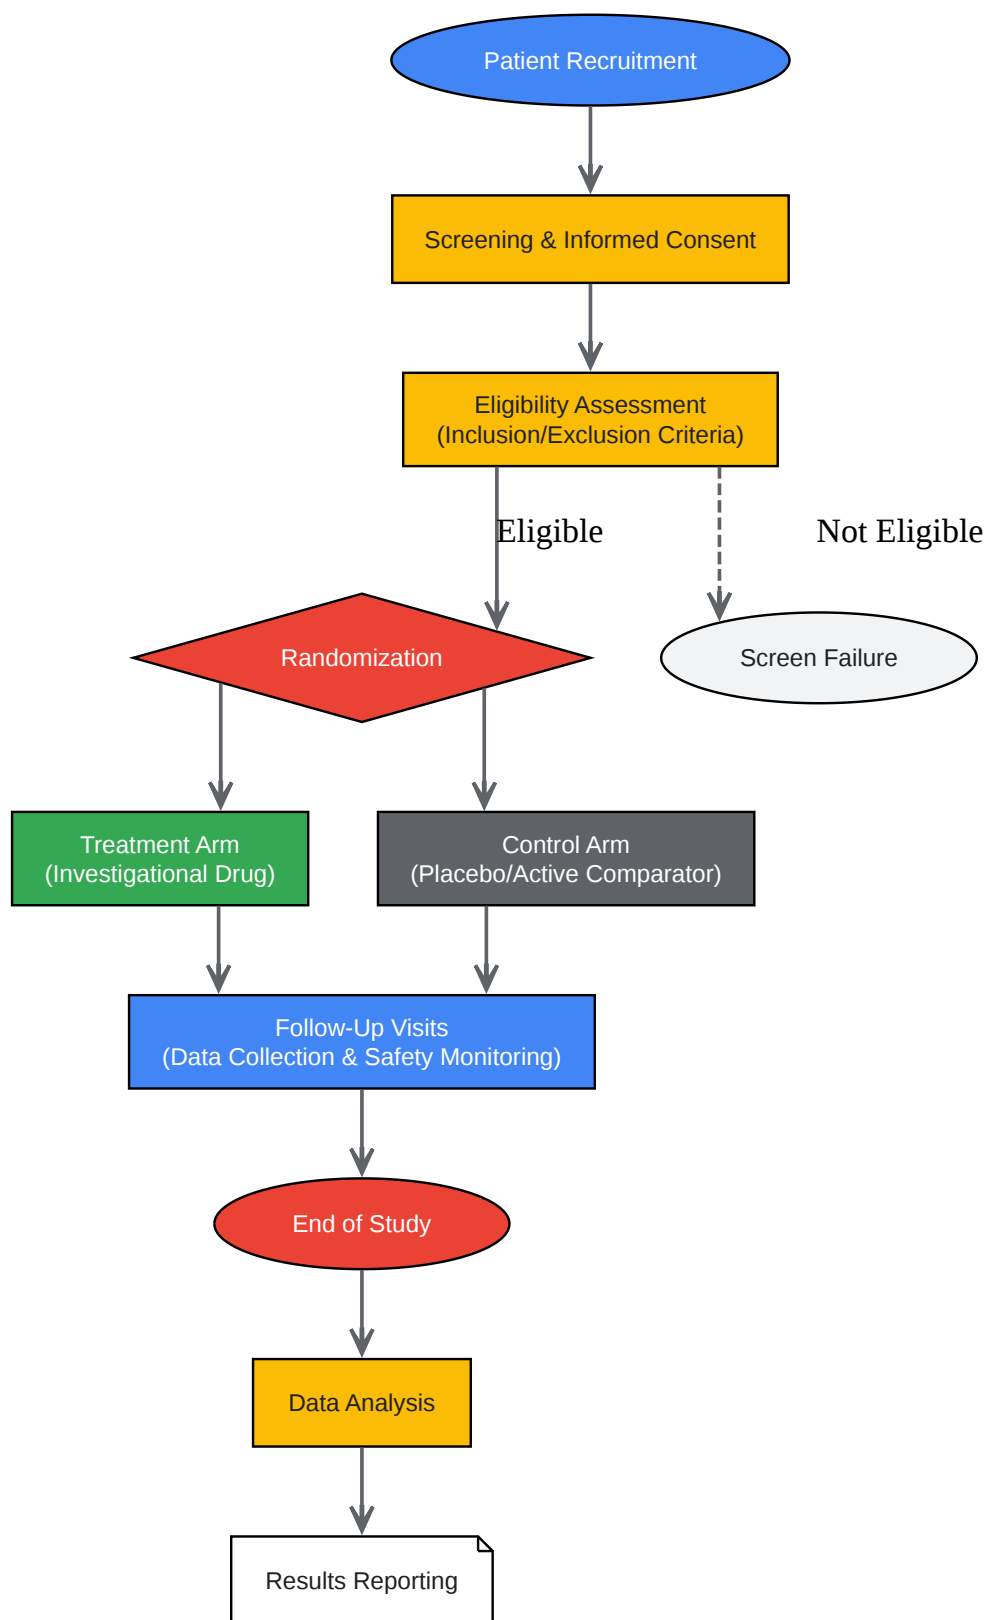 Patient Recruitment
Screening & Informed Consent
Eligibility Assessment
(Inclusion/Exclusion Criteria)
Eligible
Not Eligible
Randomization
Screen Failure
Treatment Arm
(Investigational Drug)
Control Arm
(Placebo/Active Comparator)
Follow-Up Visits
(Data Collection & Safety Monitoring)
End of Study
Data Analysis
Results Reporting